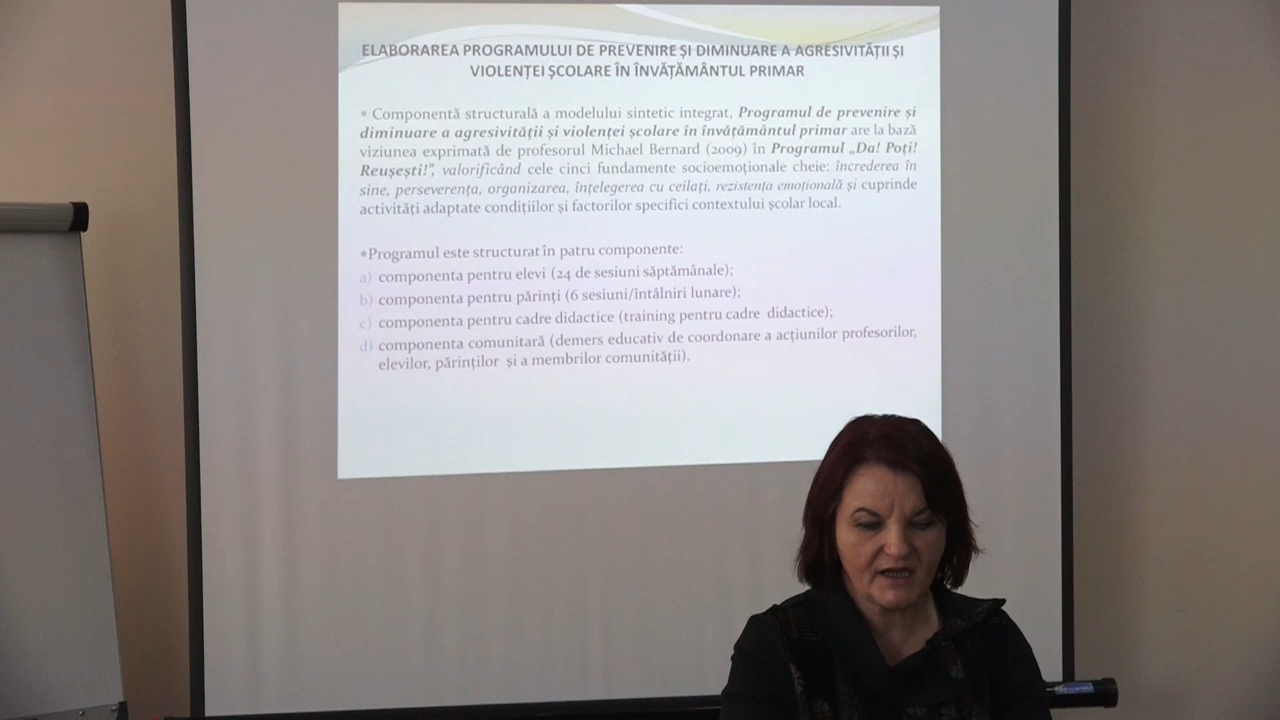 ELABORAREA PROGRAMULUI DE PREVENIRE ȘI DIMINUARE A AGRESIVITĂȚII ȘI
VIOLENȚEI ȘCOLARE ÎN ÎNVĂȚĂMÂNTUL PRIMAR
• Componentă structurală a modelului sintetic integrat, Programul de prevenire și
diminuare a agresivității și violenței școlare în învățământul primar are la bază
viziunea exprimată de profesorul Michael Bernard (2009) în Programul „Da! Poți!
Reușești!”, valorificând cele cinci fundamente socioemoționale cheie: încrederea în
sine, perseverența, organizarea, înțelegerea cu ceilați, rezistența emoțională și cuprinde
activități adaptate condițiilor și factorilor specifici contextului școlar local.
•Programul este structurat în patru componente:
a) componenta pentru elevi (24 de sesiuni săptămânale);
b) componenta pentru părinți (6 sesiuni/întâlniri lunare);
c) componenta pentru cadre didactice (training pentru cadre didactice);
d) componenta comunitară (demers educativ de coordonare a acțiunilor profesorilor,
elevilor, părinților și a membrilor comunității).